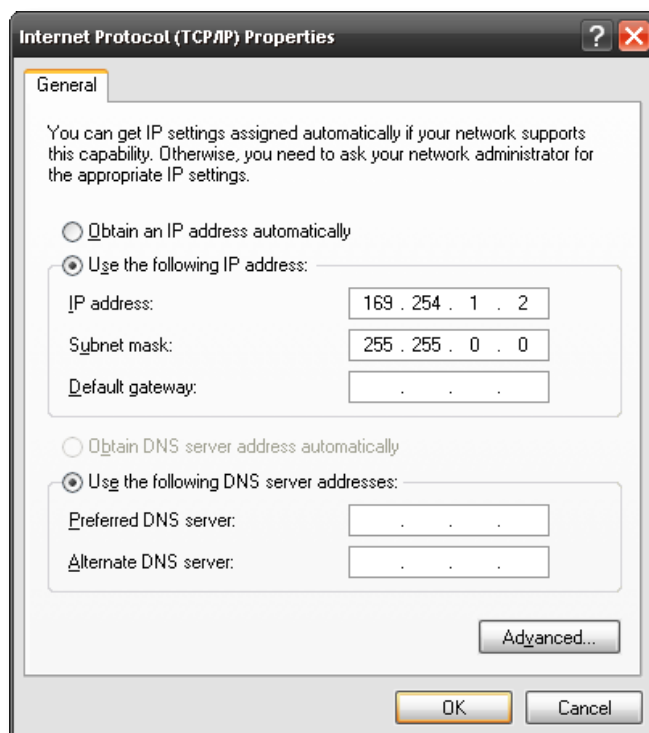 Internet Protocol (TCP/IP) Properties
General
You can get IP settings assigned automatically if your network supports
this capability. Otherwise, you need to ask your network administrator for
the appropriate IP settings.
Obtain an IP address automatically
Use the following IP address:
IP address: 169 . 254 . 1 . 2
Subnet mask: 255 . 255 . 0 . 0
Default gateway: . . .
Obtain DNS server address automatically
Use the following DNS server addresses:
Preferred DNS server: . . .
Alternate DNS server: . . .
Advanced...
OK Cancel